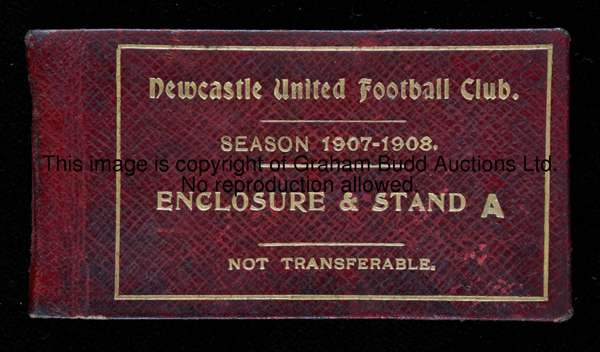 Newcastle United Football Club.
SEASON 1907-1908.
This image is copyright of Graham Budd Auctions Ltd.
No reproduction allowed.
ENCLOSURE & STAND A
NOT TRANSFERABLE.